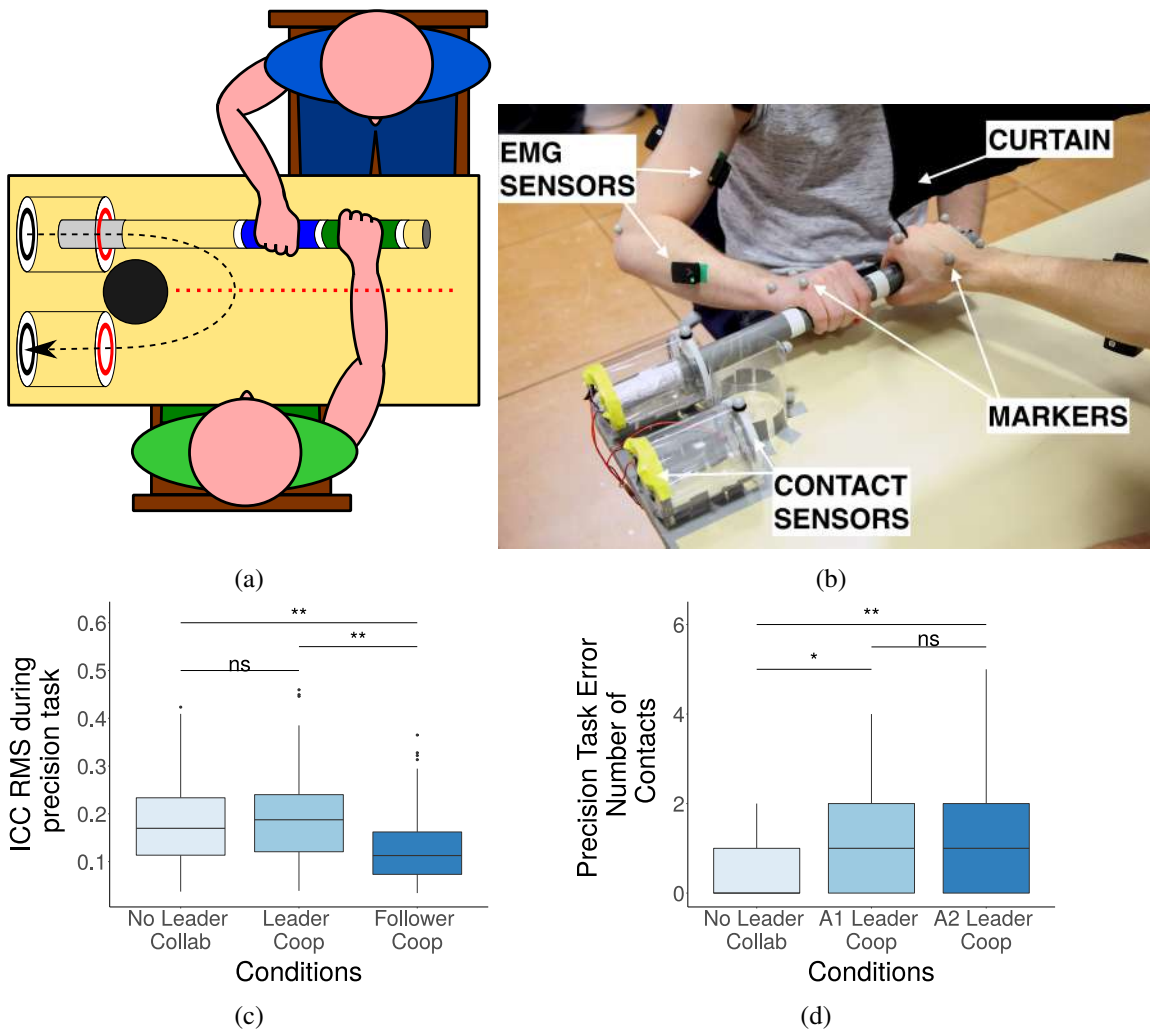 EMG
SENSORS
CURTAIN
MARKERS
CONTACT
SENSORS
(a)
(b)
ICC RMS during
precision task
0.6
0.5
0.4
0.3
0.2
0.1
**
**
ns
No Leader
Collab
Leader
Coop
Follower
Coop
Conditions
(c)
Precision Task Error
Number of
Contacts
6
4
2
0
**
ns
*
No Leader
Collab
A1 Leader
Coop
A2 Leader
Coop
Conditions
(d)